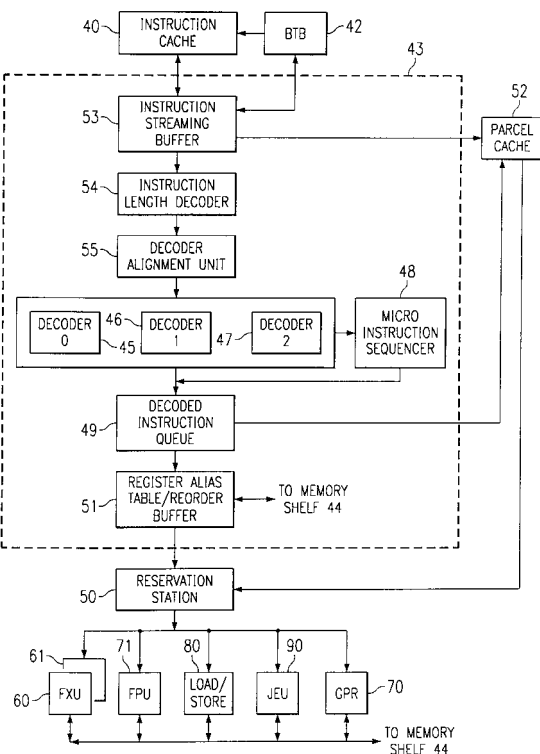 40
INSTRUCTION
CACHE
BTB
42
43
53
INSTRUCTION
STREAMING
BUFFER
52
PARCEL
CACHE
54
INSTRUCTION
LENGTH DECODER
55
DECODER
ALIGNMENT UNIT
48
DECODER
0
45
46
DECODER
1
47
DECODER
2
MICRO
INSTRUCTION
SEQUENCER
49
DECODED
INSTRUCTION
QUEUE
51
REGISTER ALIAS
TABLE/REORDER
BUFFER
TO MEMORY
SHELF 44
50
RESERVATION
STATION
61
71
80
90
60
FXU
FPU
LOAD/
STORE
JEU
GPR
70
TO MEMORY
SHELF 44